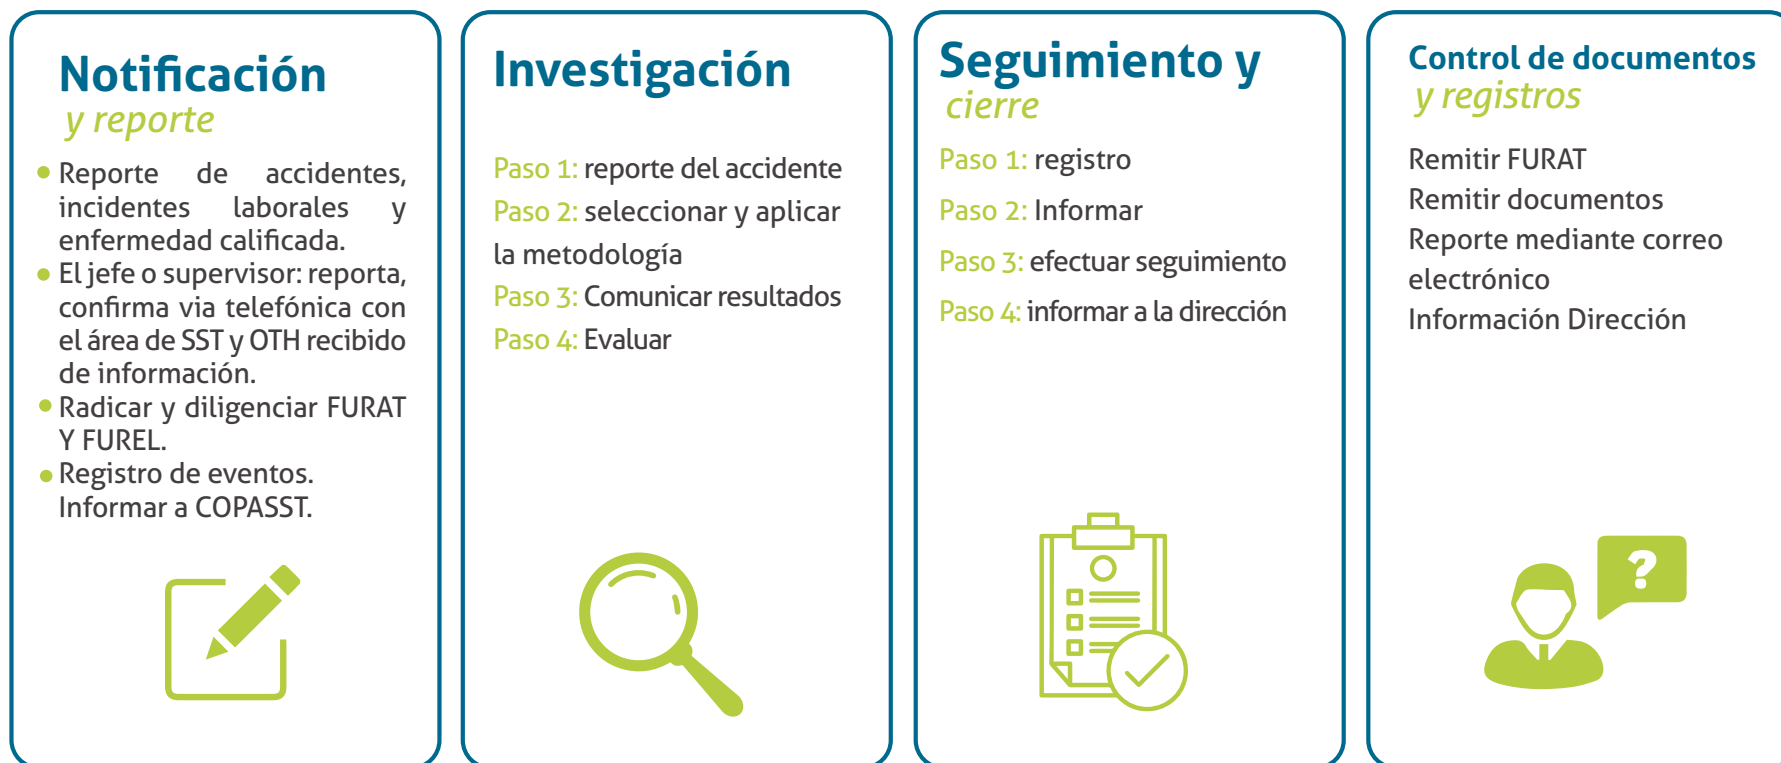 Notificación
y reporte
Reporte de accidentes,
incidentes laborales y
enfermedad calificada.
El jefe o supervisor: reporta,
confirma via telefónica con
el área de SST y OTH recibido
de información.
Radicar y diligenciar FURAT
Y FUREL.
Registro de eventos.
Informar a COPASST.
Investigación
Paso 1: reporte del accidente
Paso 2: seleccionar y aplicar
la metodología
Paso 3: Comunicar resultados
Paso 4: Evaluar
Seguimiento y
cierre
Paso 1: registro
Paso 2: Informar
Paso 3: efectuar seguimiento
Paso 4: informar a la dirección
Control de documentos
y registros
Remitir FURAT
Remitir documentos
Reporte mediante correo
electrónico
Información Dirección
?